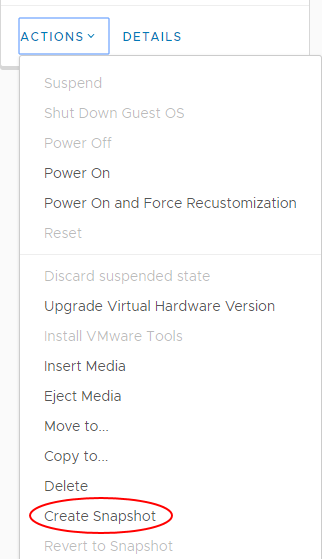 ACTIONS DETAILS
Suspend
Shut Down Guest OS
Power Off
Power On
Power On and Force Recustomization
Reset
Discard suspended state
Upgrade Virtual Hardware Version
Install VMware Tools
Insert Media
Eject Media
Move to...
Copy to...
Delete
Create Snapshot
Revert to Snapshot